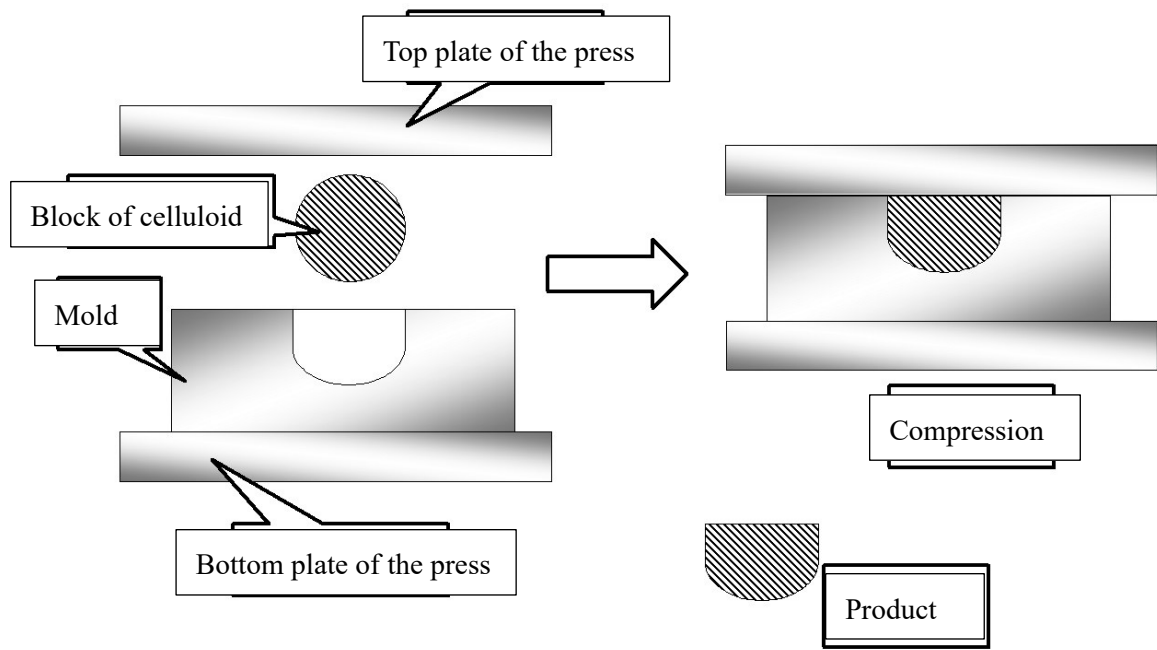 Top plate of the press
Block of celluloid
Mold
Bottom plate of the press
Compression
Product